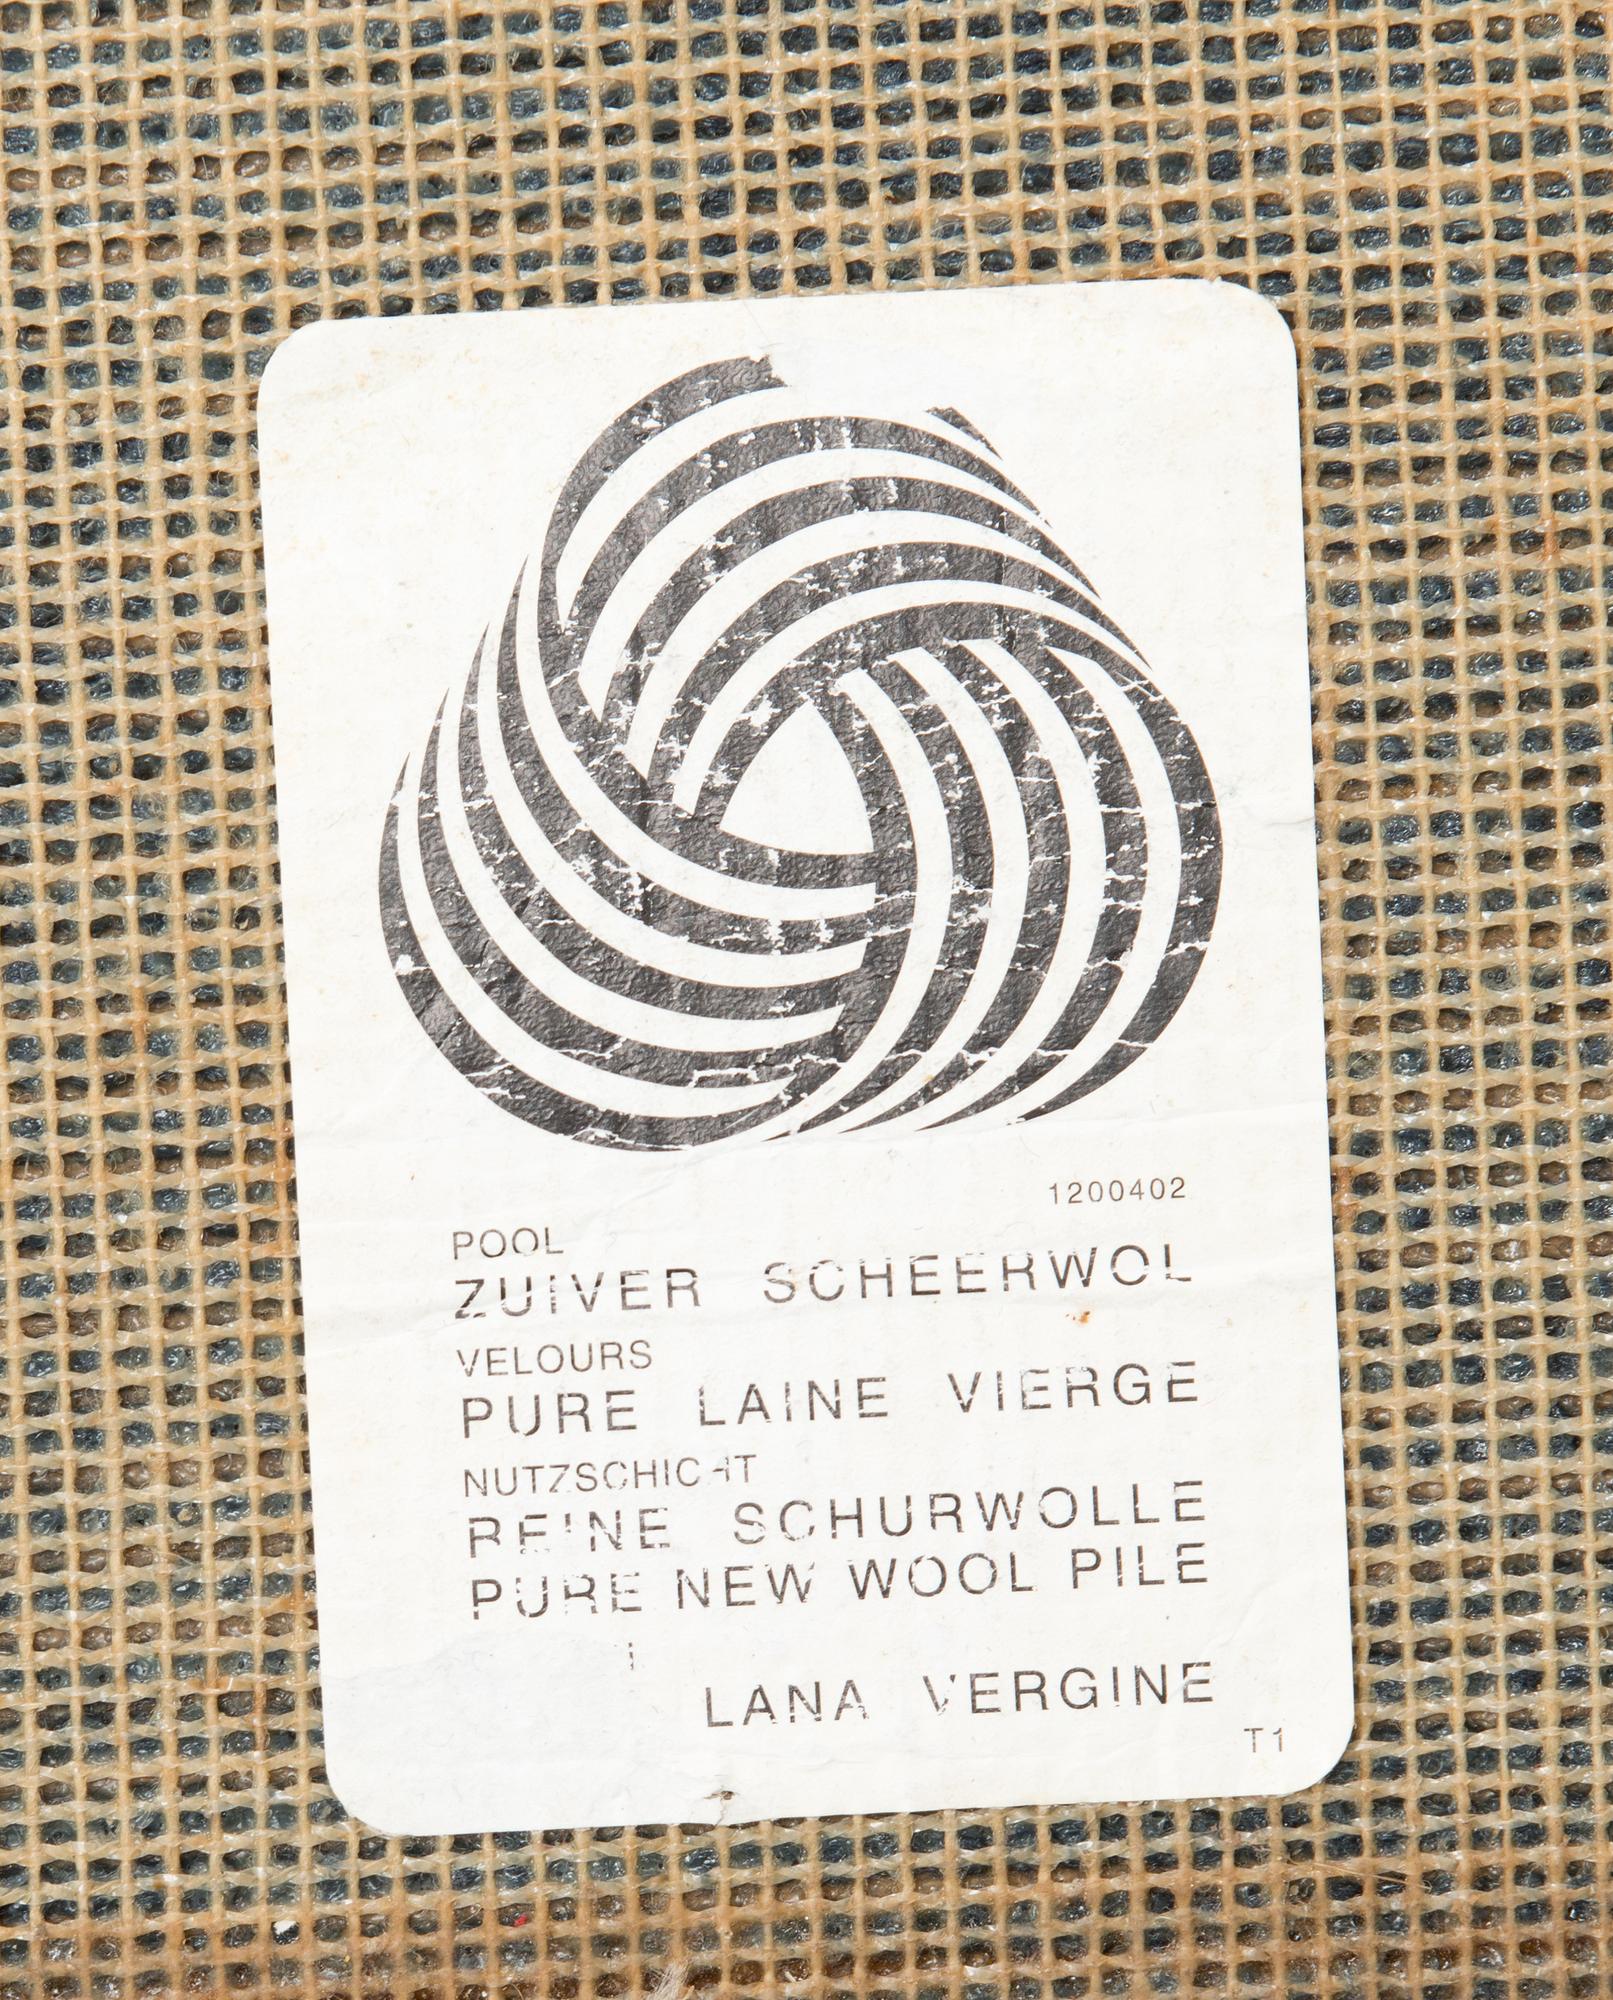 1200402
POOL
ZUIVER SCHEERWOL
VELOURS
PURE LAINE VIERGE
NUTZSCHICHT
REINE SCHURWOLLE
PURE NEW WOOL PILE
LANA VERGINE
T1